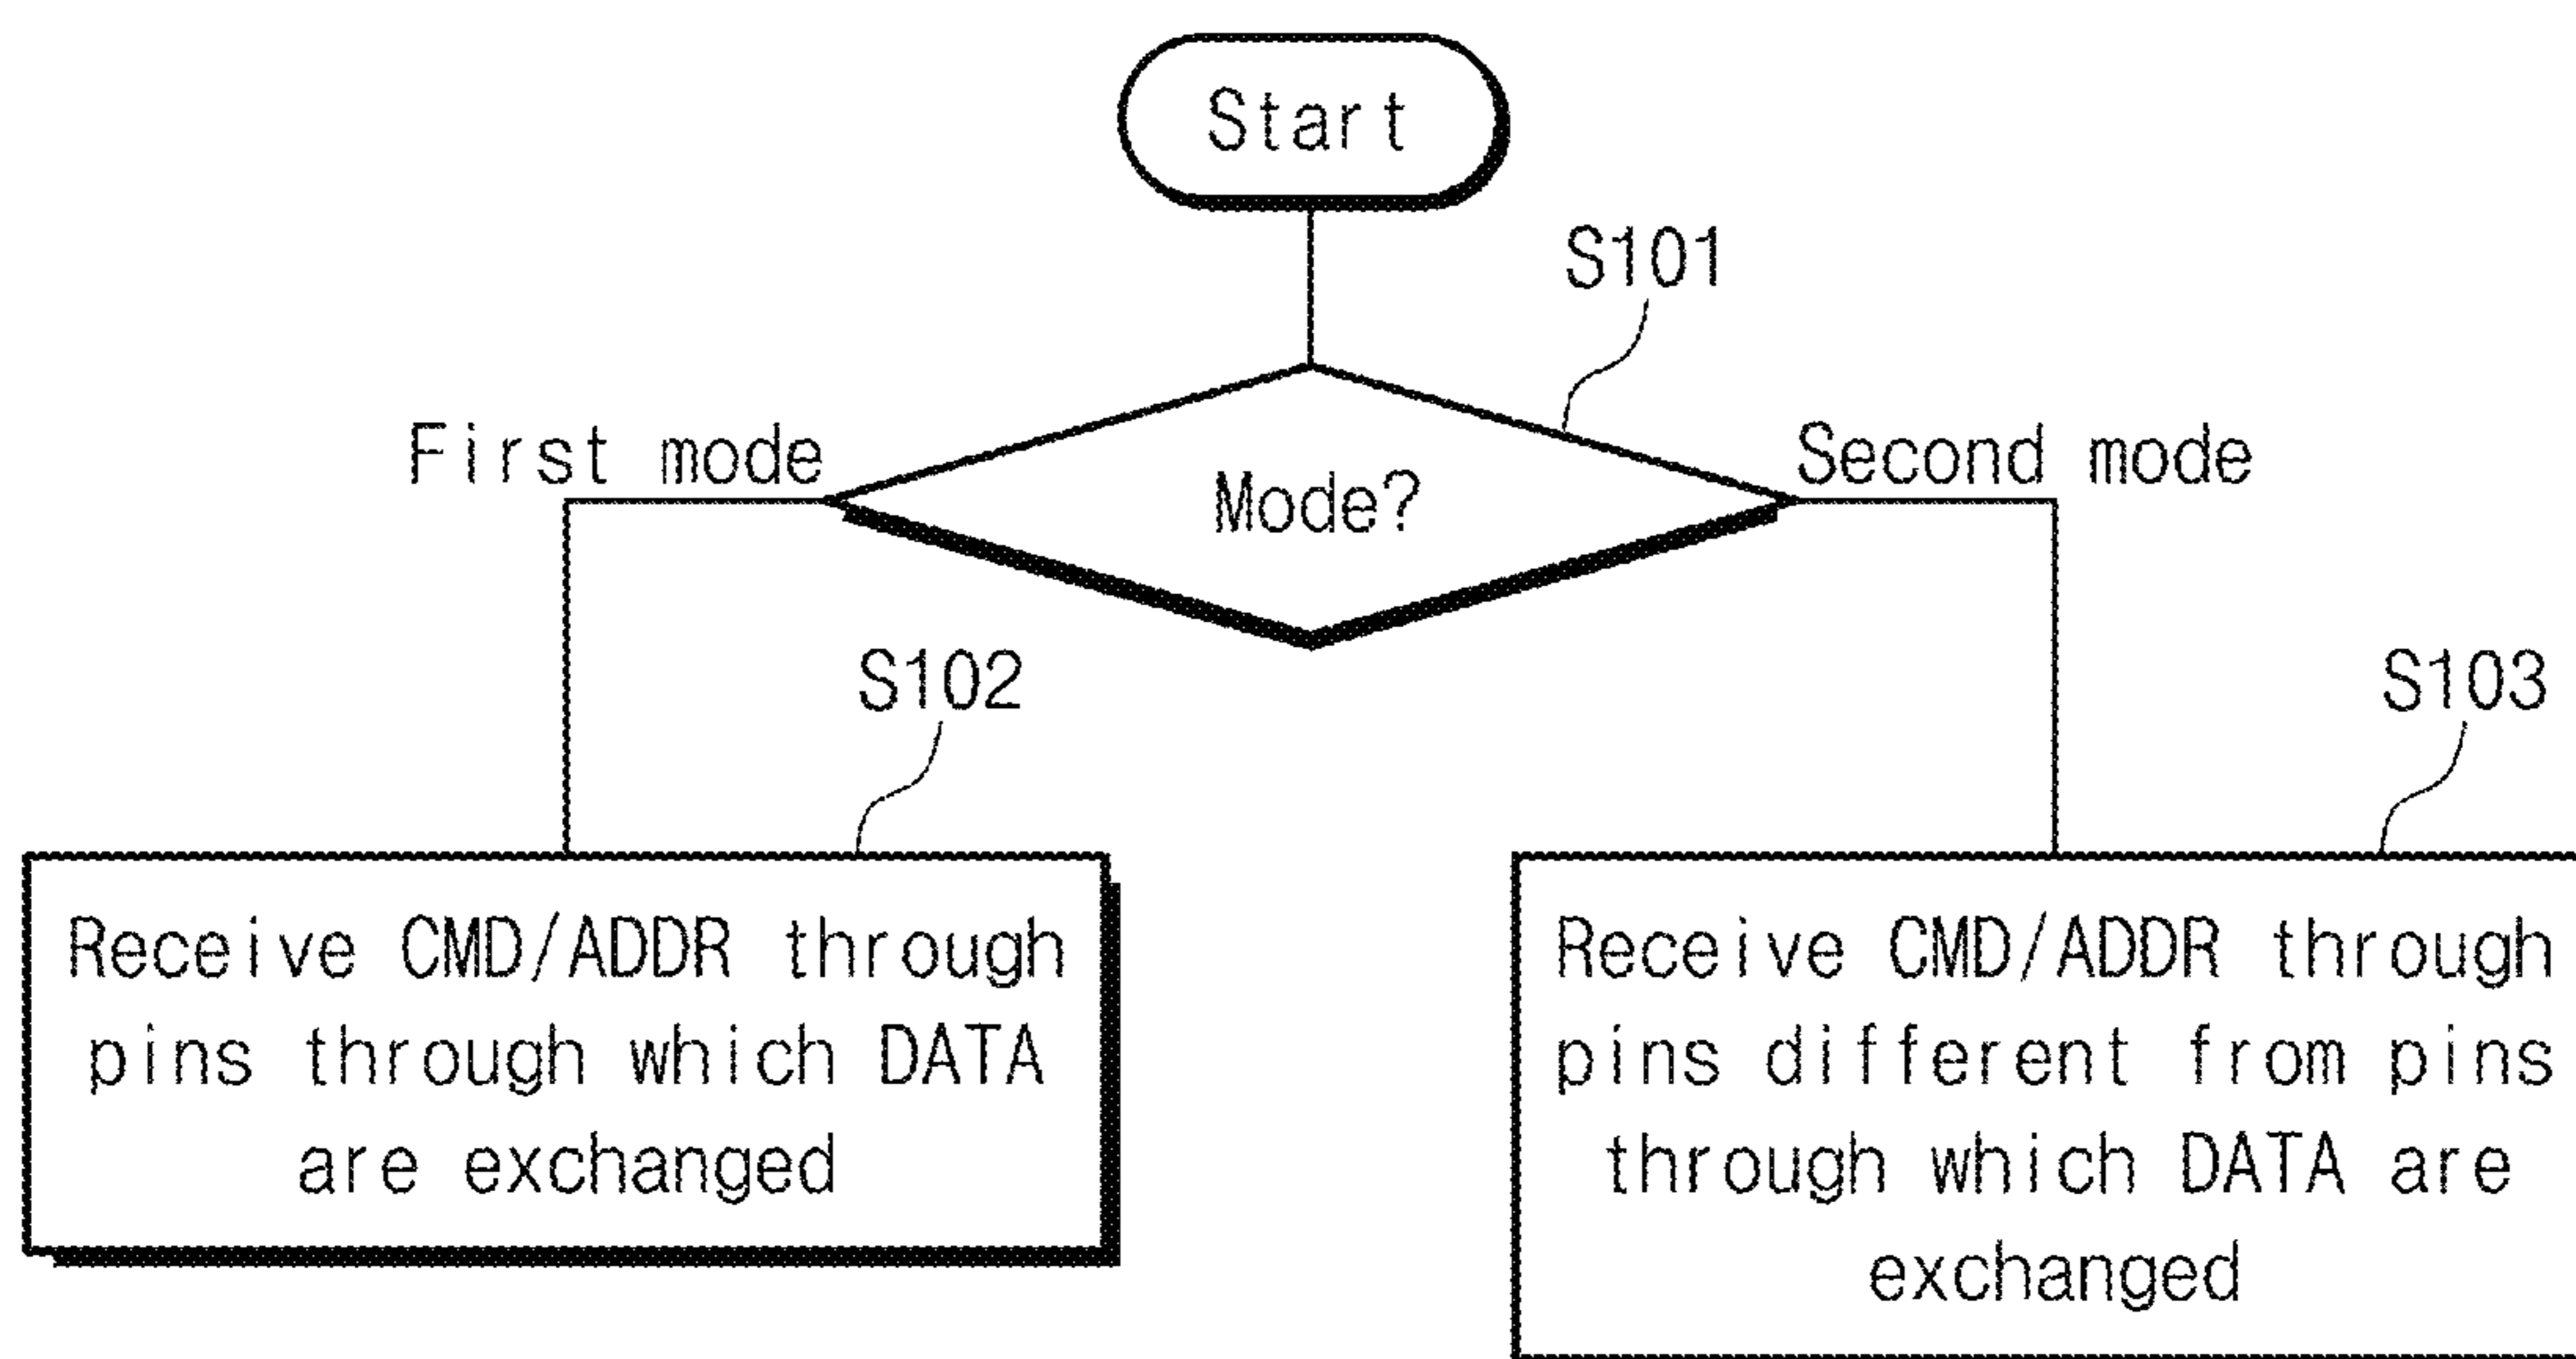 Start
S101
First mode
Mode?
Second mode
S102
S103
Receive CMD/ADDR through
pins through which DATA
are exchanged
Receive CMD/ADDR through
pins different from pins
through which DATA are
exchanged